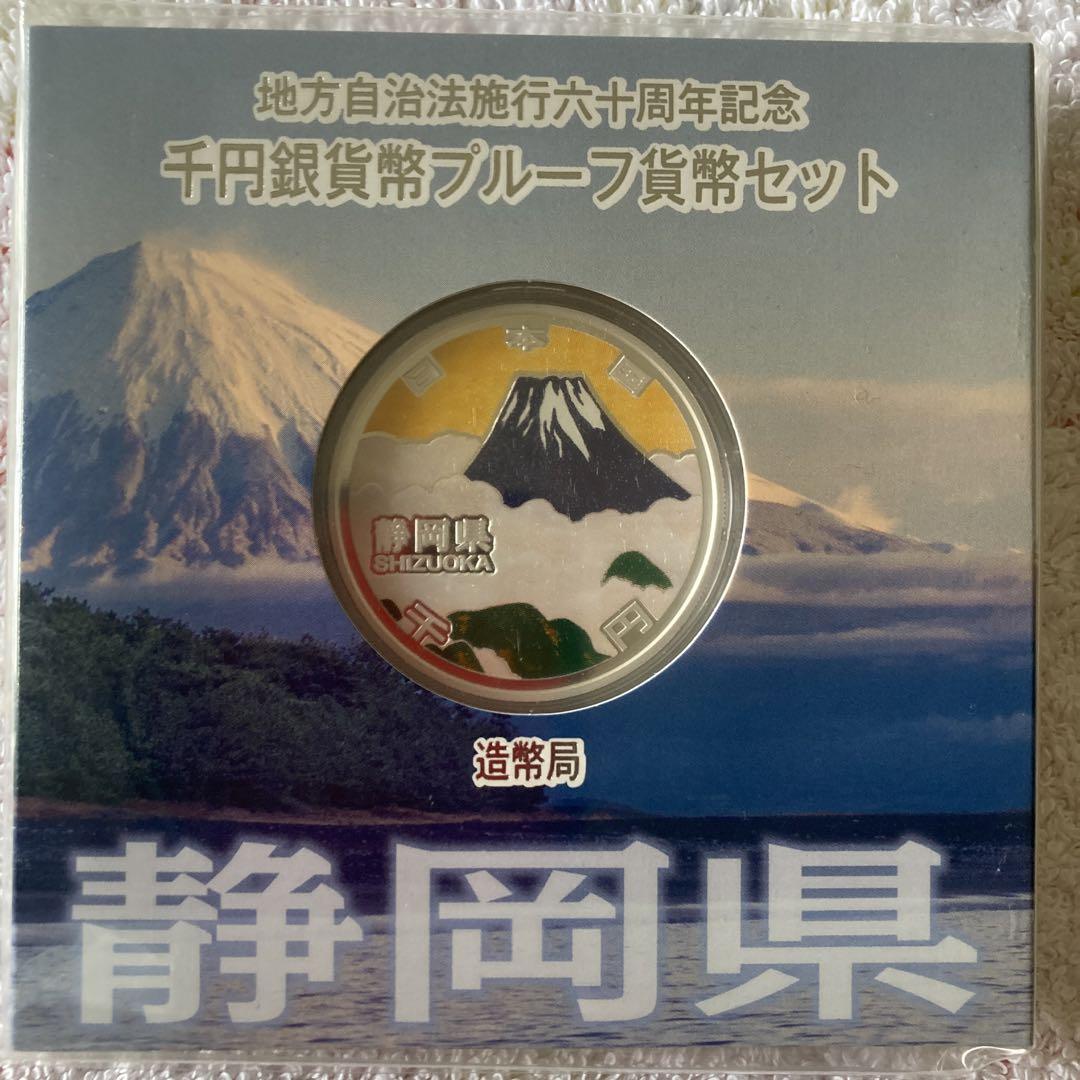 地方自治法施行六十周年記念
千円銀貨幣プルーフ貨幣セット
日本国
静岡県
SHIZUOKA
千円
造幣局
静岡県